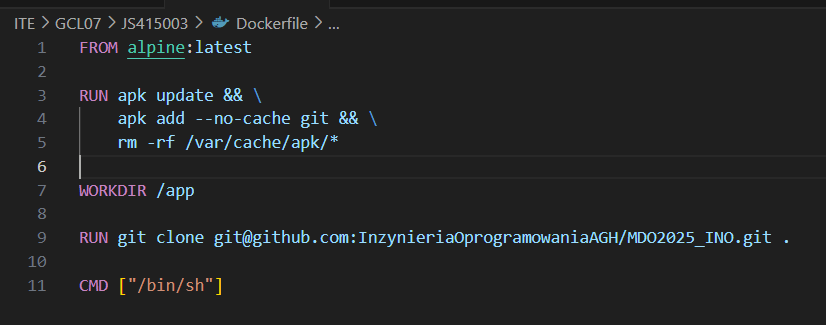 ITE > GCL07 > JS415003 > Dockerfile > ...
1 FROM alpine:latest
2
3 RUN apk update && \
4     apk add --no-cache git && \
5     rm -rf /var/cache/apk/*
6
7 WORKDIR /app
8
9 RUN git clone git@github.com:InzynieriaOprogramowaniaAGH/MDO2025_INO.git .
10
11 CMD ["/bin/sh"]